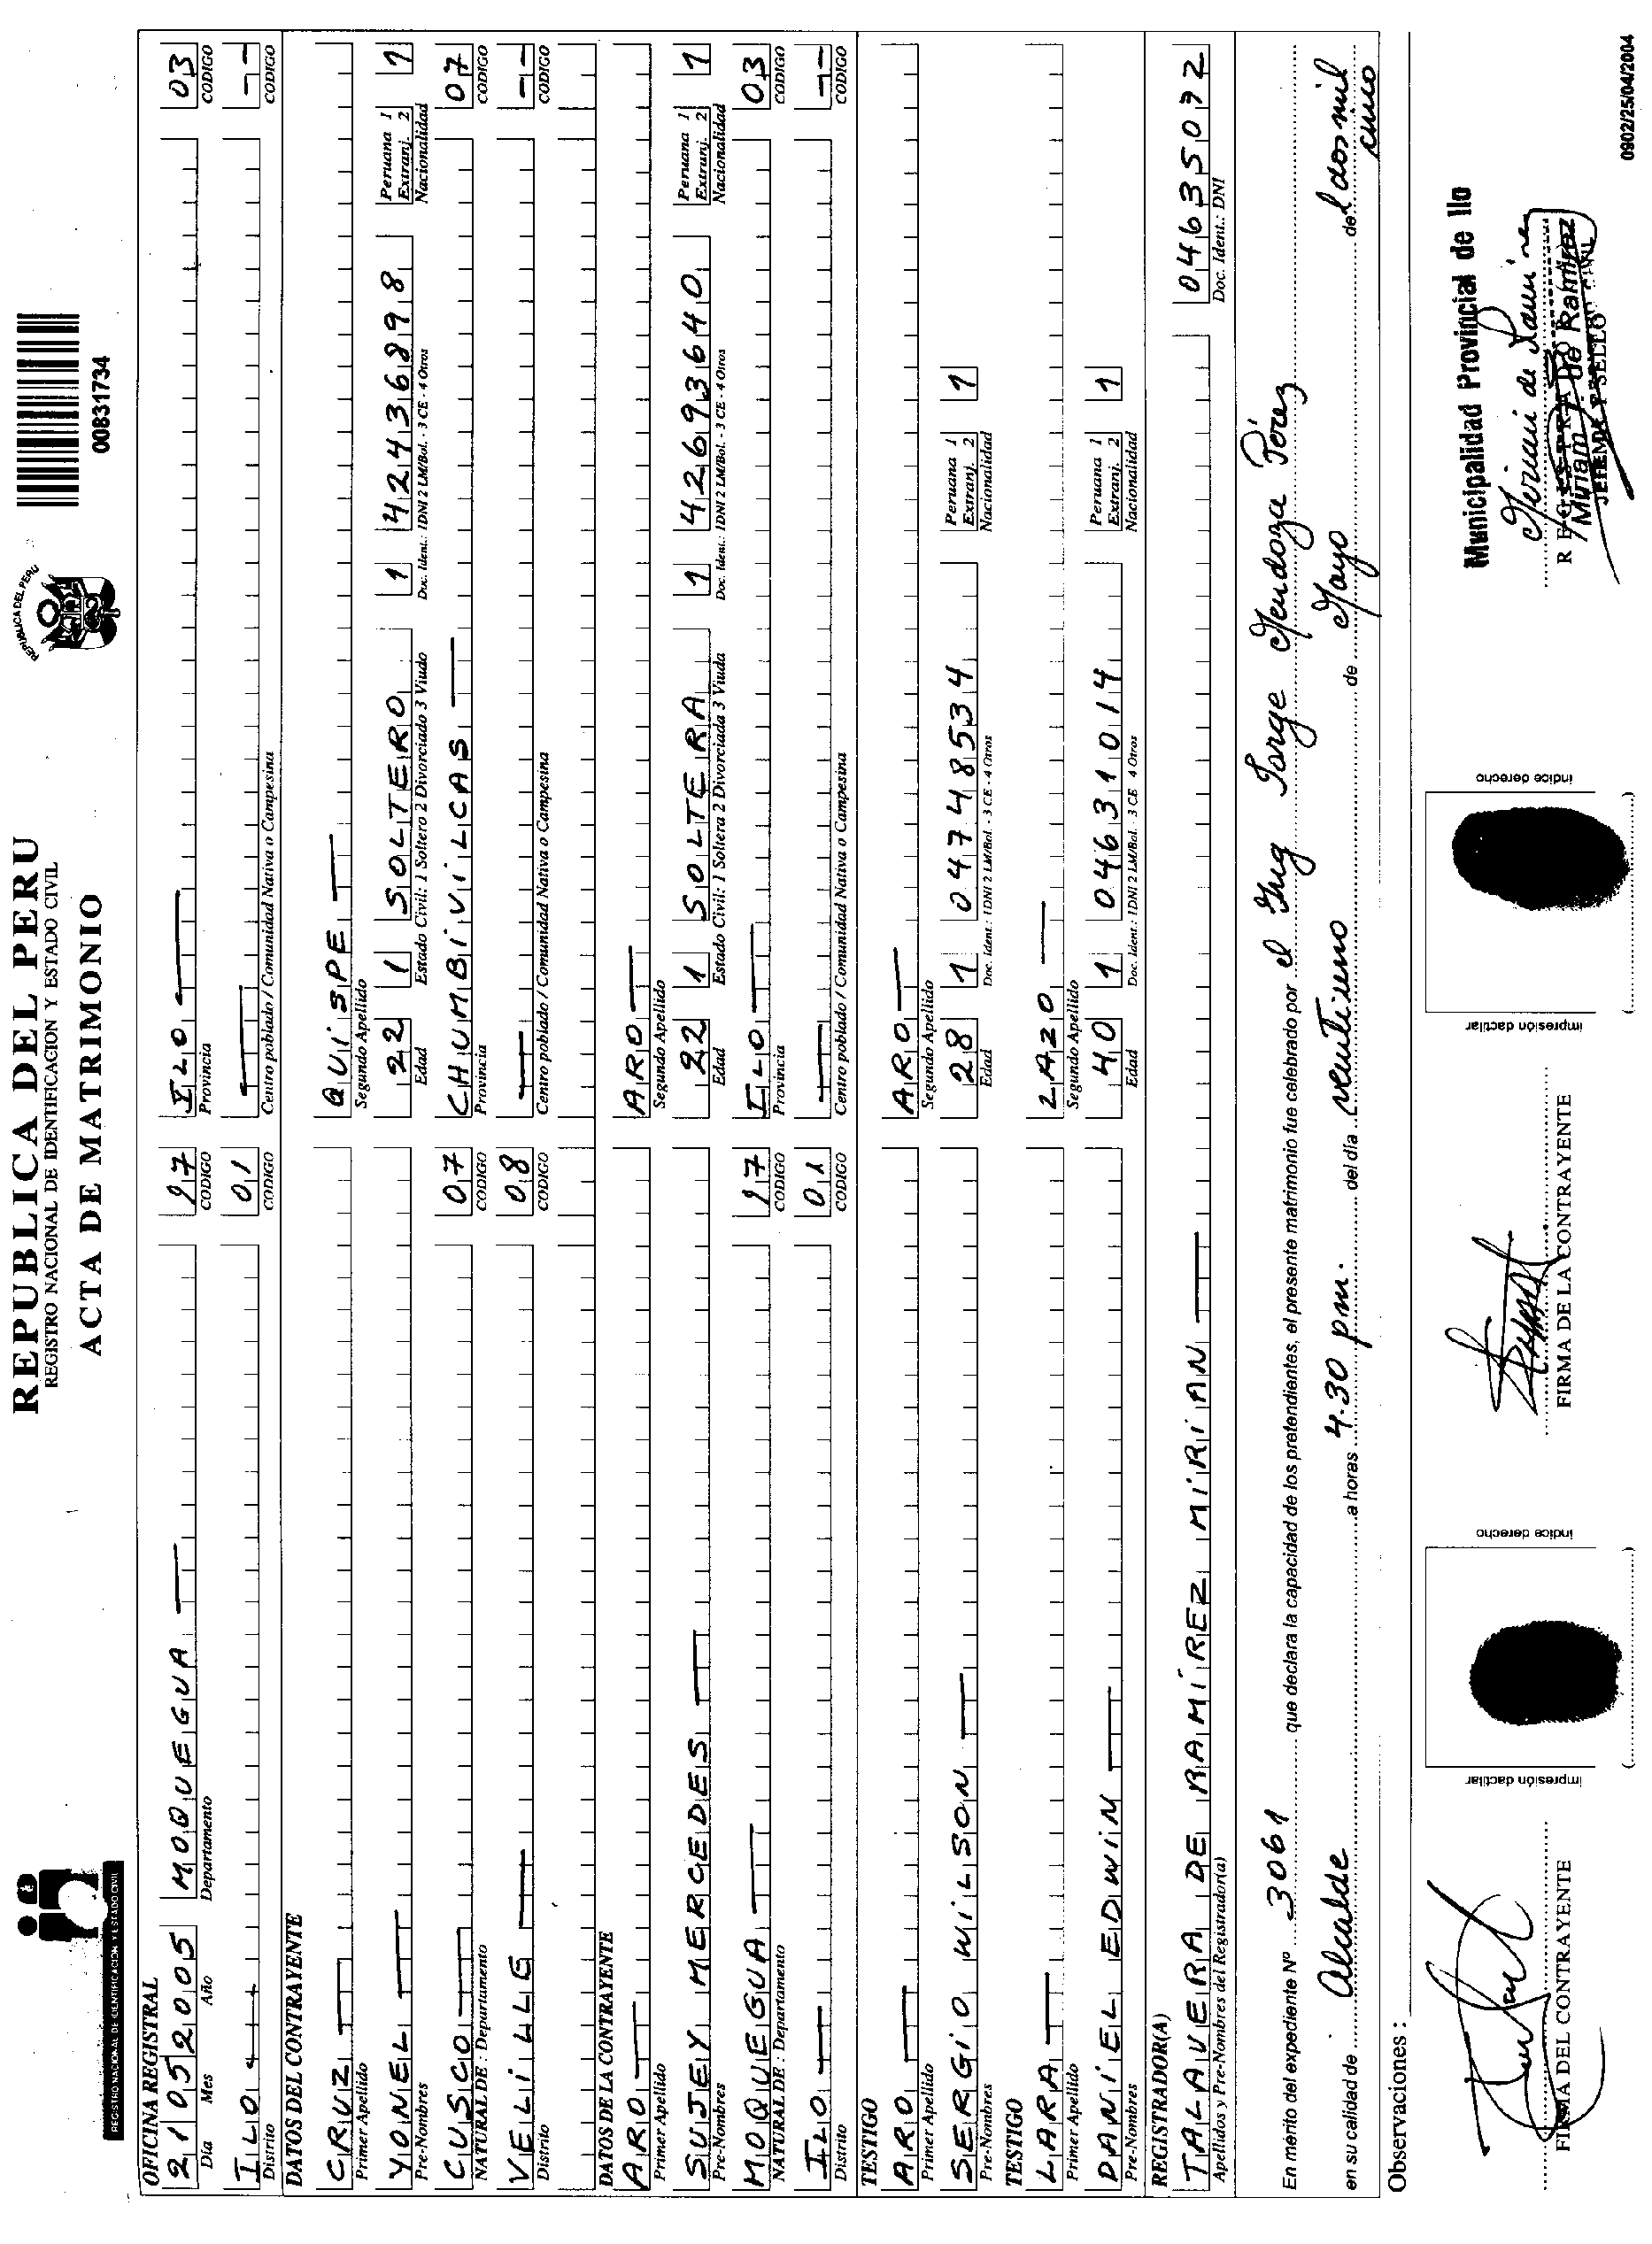 REPUBLICA DEL PERU
REGISTRO NACIONAL DE IDENTIFICACION Y ESTADO CIVIL
ACTA DE MATRIMONIO
REGISTRO NACIONAL DE IDENTIFICACION Y ESTADO CIVIL
REPUBLICA DEL PERU
00831734
OFICINA REGISTRAL
21 05 2005 MOQUEGUA 17 ILO 03
Día Mes Año Departamento CODIGO Provincia CODIGO
ILO 01 --
Distrito CODIGO Centro poblado / Comunidad Nativa o Campesina CODIGO
DATOS DEL CONTRAYENTE
CRUZ QUISPE
Primer Apellido Segundo Apellido
YONEL 22 1 SOLTERO 1 42436898 Peruana 1 Extranj. 2 1
Pre-Nombres Edad Estado Civil: 1 Soltero 2 Divorciado 3 Viudo Doc. Ident.: 1DNI 2 LM/Bol. - 3 CE - 4 Otros Nacionalidad
CUSCO 07 CHUMBIVILCAS 07
NATURAL DE : Departamento CODIGO Provincia CODIGO
VELILLE 08 --
Distrito CODIGO Centro poblado / Comunidad Nativa o Campesina CODIGO
DATOS DE LA CONTRAYENTE
ARO ARO
Primer Apellido Segundo Apellido
SUJEY MERCEDES 22 1 SOLTERA 1 42693640 Peruana 1 Extranj. 2 1
Pre-Nombres Edad Estado Civil: 1 Soltera 2 Divorciada 3 Viuda Doc. Ident.: 1DNI 2 LM/Bol. - 3 CE - 4 Otros Nacionalidad
MOQUEGUA 17 ILO 03
NATURAL DE : Departamento CODIGO Provincia CODIGO
ILO 01 --
Distrito CODIGO Centro poblado / Comunidad Nativa o Campesina CODIGO
TESTIGO
ARO ARO
Primer Apellido Segundo Apellido
SERGIO WILSON 28 1 04748534 Peruana 1 Extranj. 2 1
Pre-Nombres Edad Doc. Ident.: 1DNI 2 LM/Bol. - 3 CE - 4 Otros Nacionalidad
TESTIGO
LARA LAZO
Primer Apellido Segundo Apellido
DANIEL EDWIN 40 1 04631014 Peruana 1 Extranj. 2 1
Pre-Nombres Edad Doc. Ident.: 1DNI 2 LM/Bol. - 3 CE 4 Otros Nacionalidad
REGISTRADOR(A)
TALAVERA DE RAMIREZ MIRIAN 04635072
Apellidos y Pre-Nombres del Registrador(a) Doc. Ident.: DNI
En merito del expediente Nº 3061 que declara la capacidad de los pretendientes, el presente matrimonio fue celebrado por el Ing Jorge Mendoza Pérez
en su calidad de Alcalde a horas 4.30 pm. del día veintiuno de Mayo de l dos mil cinco
Observaciones :
Municipalidad Provincial de Ilo
FIRMA DEL CONTRAYENTE
impresión dactilar
índice derecho
FIRMA DE LA CONTRAYENTE
impresión dactilar
índice derecho
0902/25/04/2004